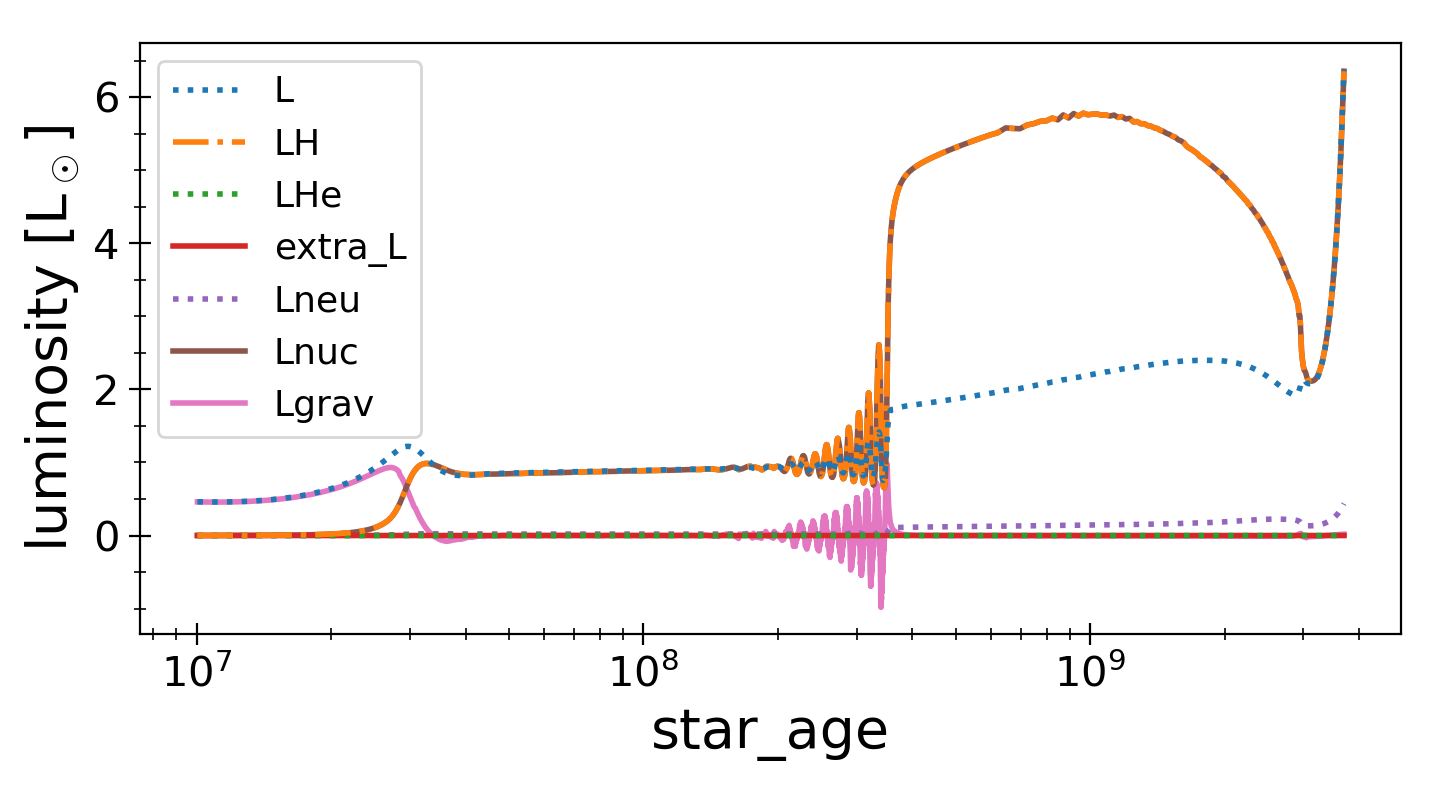 luminosity [L☉]
6
4
2
0
L
LH
LHe
extra_L
Lneu
Lnuc
Lgrav
10⁷
10⁸
10⁹
star_age